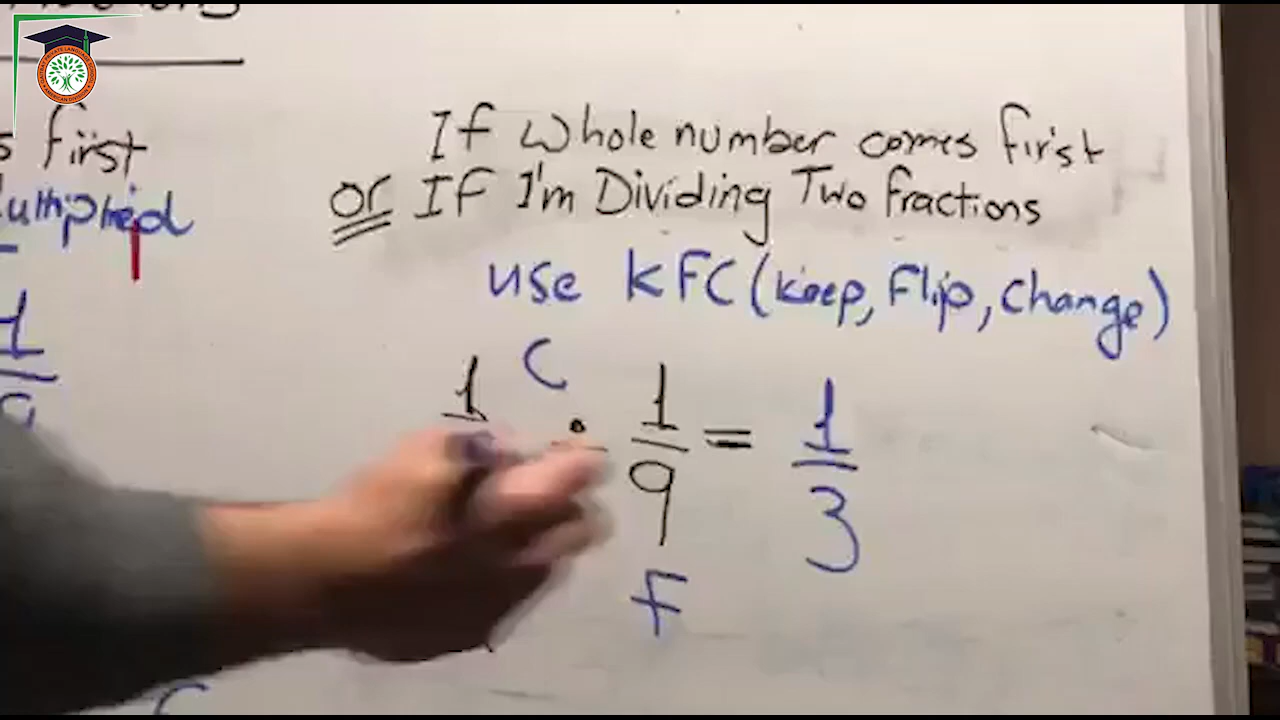 first
If whole number comes first
or If I'm Dividing Two fractions
use KFC (keep, Flip, Change)
C
1 ÷ 1/9 = 1/3
F
C